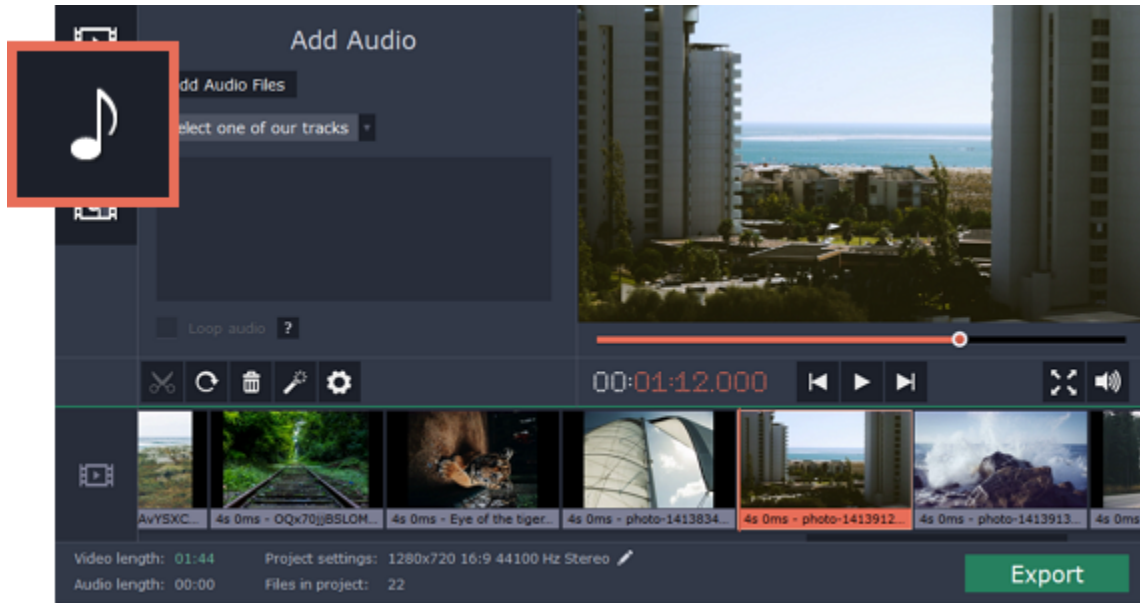 Add Audio
dd Audio Files
elect one of our tracks
Loop audio ?
00:01:12.000
AvYSXC...
4s 0ms - OQx70jjBSLOM...
4s 0ms - Eye of the tiger...
4s 0ms - photo-1413834...
4s 0ms - photo-1413912...
4s 0ms - photo-1413913...
4s 0ms
Video length: 01:44
Project settings: 1280x720 16:9 44100 Hz Stereo
Audio length: 00:00
Files in project: 22
Export